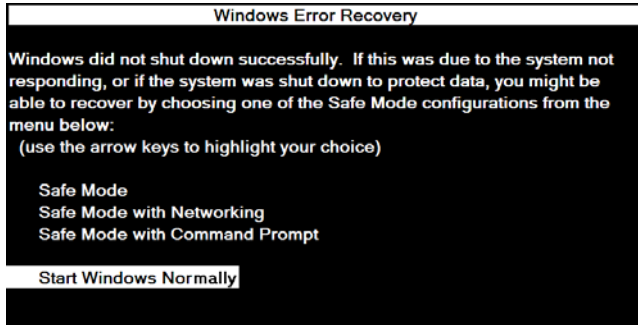 Windows Error Recovery
Windows did not shut down successfully.  If this was due to the system not
responding, or if the system was shut down to protect data, you might be
able to recover by choosing one of the Safe Mode configurations from the
menu below:
(use the arrow keys to highlight your choice)
Safe Mode
Safe Mode with Networking
Safe Mode with Command Prompt
Start Windows Normally